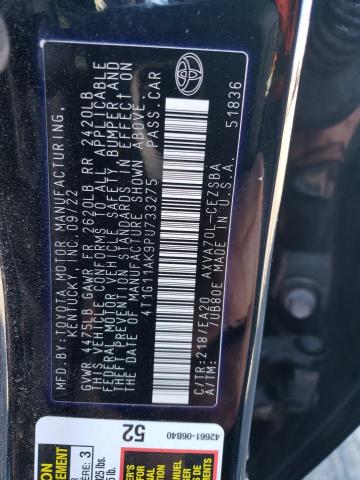 MFD.BY: TOYOTA MOTOR MANUFACTURING
KENTUCKY, INC. 09/22
GVWR 4475LB GAWR FR 2620LB RR 2420LB
THIS VEHICLE CONFORMS TO ALL APPLICABLE
FEDERAL MOTOR VEHICLE SAFETY, BUMPER, AND
THEFT PREVENTION STANDARDS IN EFFECT ON
THE DATE OF MANUFACTURE SHOWN ABOVE.
4T1G11AK9PU733275 PASS.CAR
C/TR:218/EA20 AXVA70L-CEZSBA
A/TM: /UB80E MADE IN U.S.A.
51836
52
42661-06B40